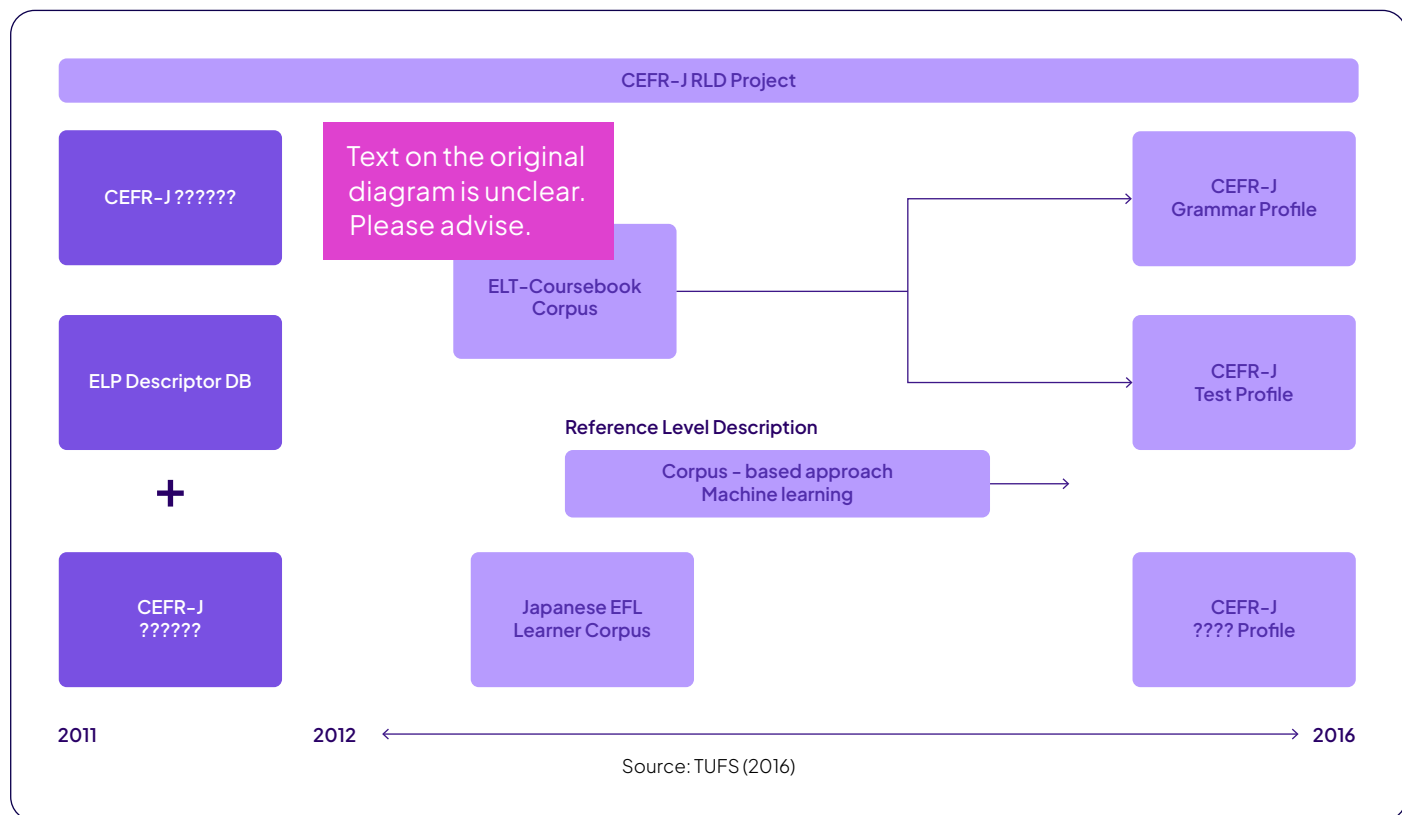 CEFR-J RLD Project
CEFR-J ??????
Text on the original
diagram is unclear.
Please advise.
ELT-Coursebook
Corpus
CEFR-J
Grammar Profile
ELP Descriptor DB
CEFR-J
Test Profile
Reference Level Description
Corpus - based approach
Machine learning
CEFR-J
??????
Japanese EFL
Learner Corpus
CEFR-J
???? Profile
2011
2012
2016
Source: TUFS (2016)